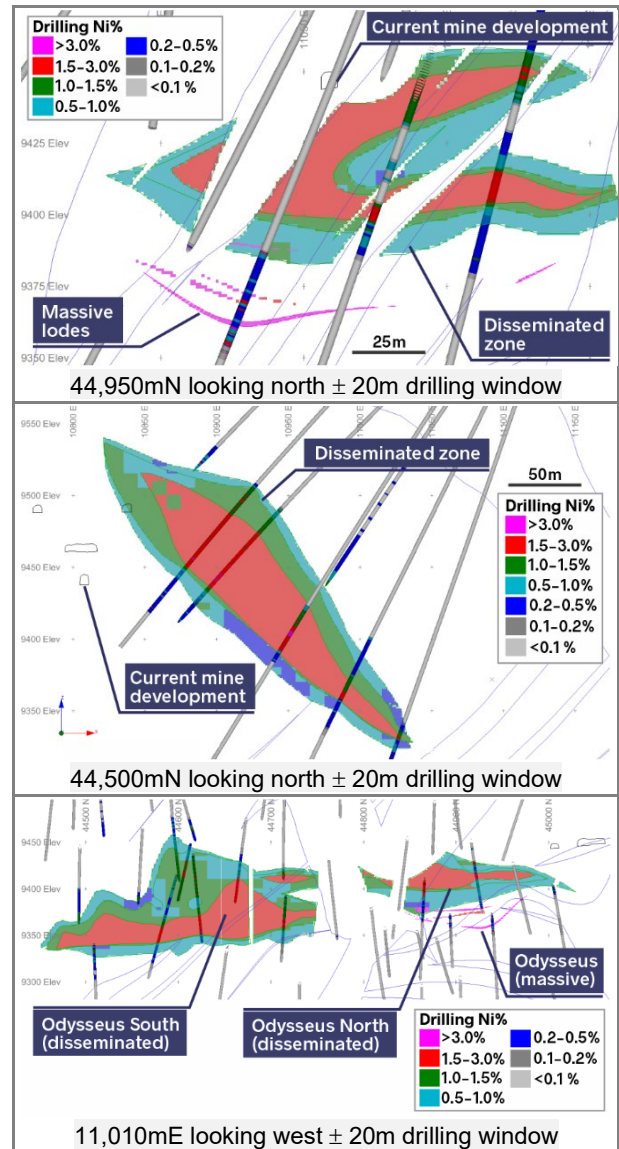 Drilling Ni%
>3.0%
0.2–0.5%
1.5–3.0%
0.1–0.2%
1.0–1.5%
<0.1 %
0.5–1.0%
Current mine development
9425 Elev
9400 Elev
9375 Elev
9350 Elev
Massive
lodes
25m
Disseminated
zone
44,950mN looking north ± 20m drilling window
9550 Elev
10800 E
10850 E
10900 E
10950 E
11100 E
11150 E
Disseminated zone
50m
9500 Elev
Drilling Ni%
>3.0%
1.5–3.0%
1.0–1.5%
0.5–1.0%
0.2–0.5%
0.1–0.2%
<0.1 %
9450 Elev
9400 Elev
Current mine
development
9350 Elev
44,500mN looking north ± 20m drilling window
44500 N
44600 N
44700 N
44800 N
45000 N
9450 Elev
9400 Elev
9350 Elev
9300 Elev
Odysseus
(massive)
Odysseus South
(disseminated)
Odysseus North
(disseminated)
Drilling Ni%
>3.0%
0.2–0.5%
1.5–3.0%
0.1–0.2%
1.0–1.5%
<0.1 %
0.5–1.0%
11,010mE looking west ± 20m drilling window